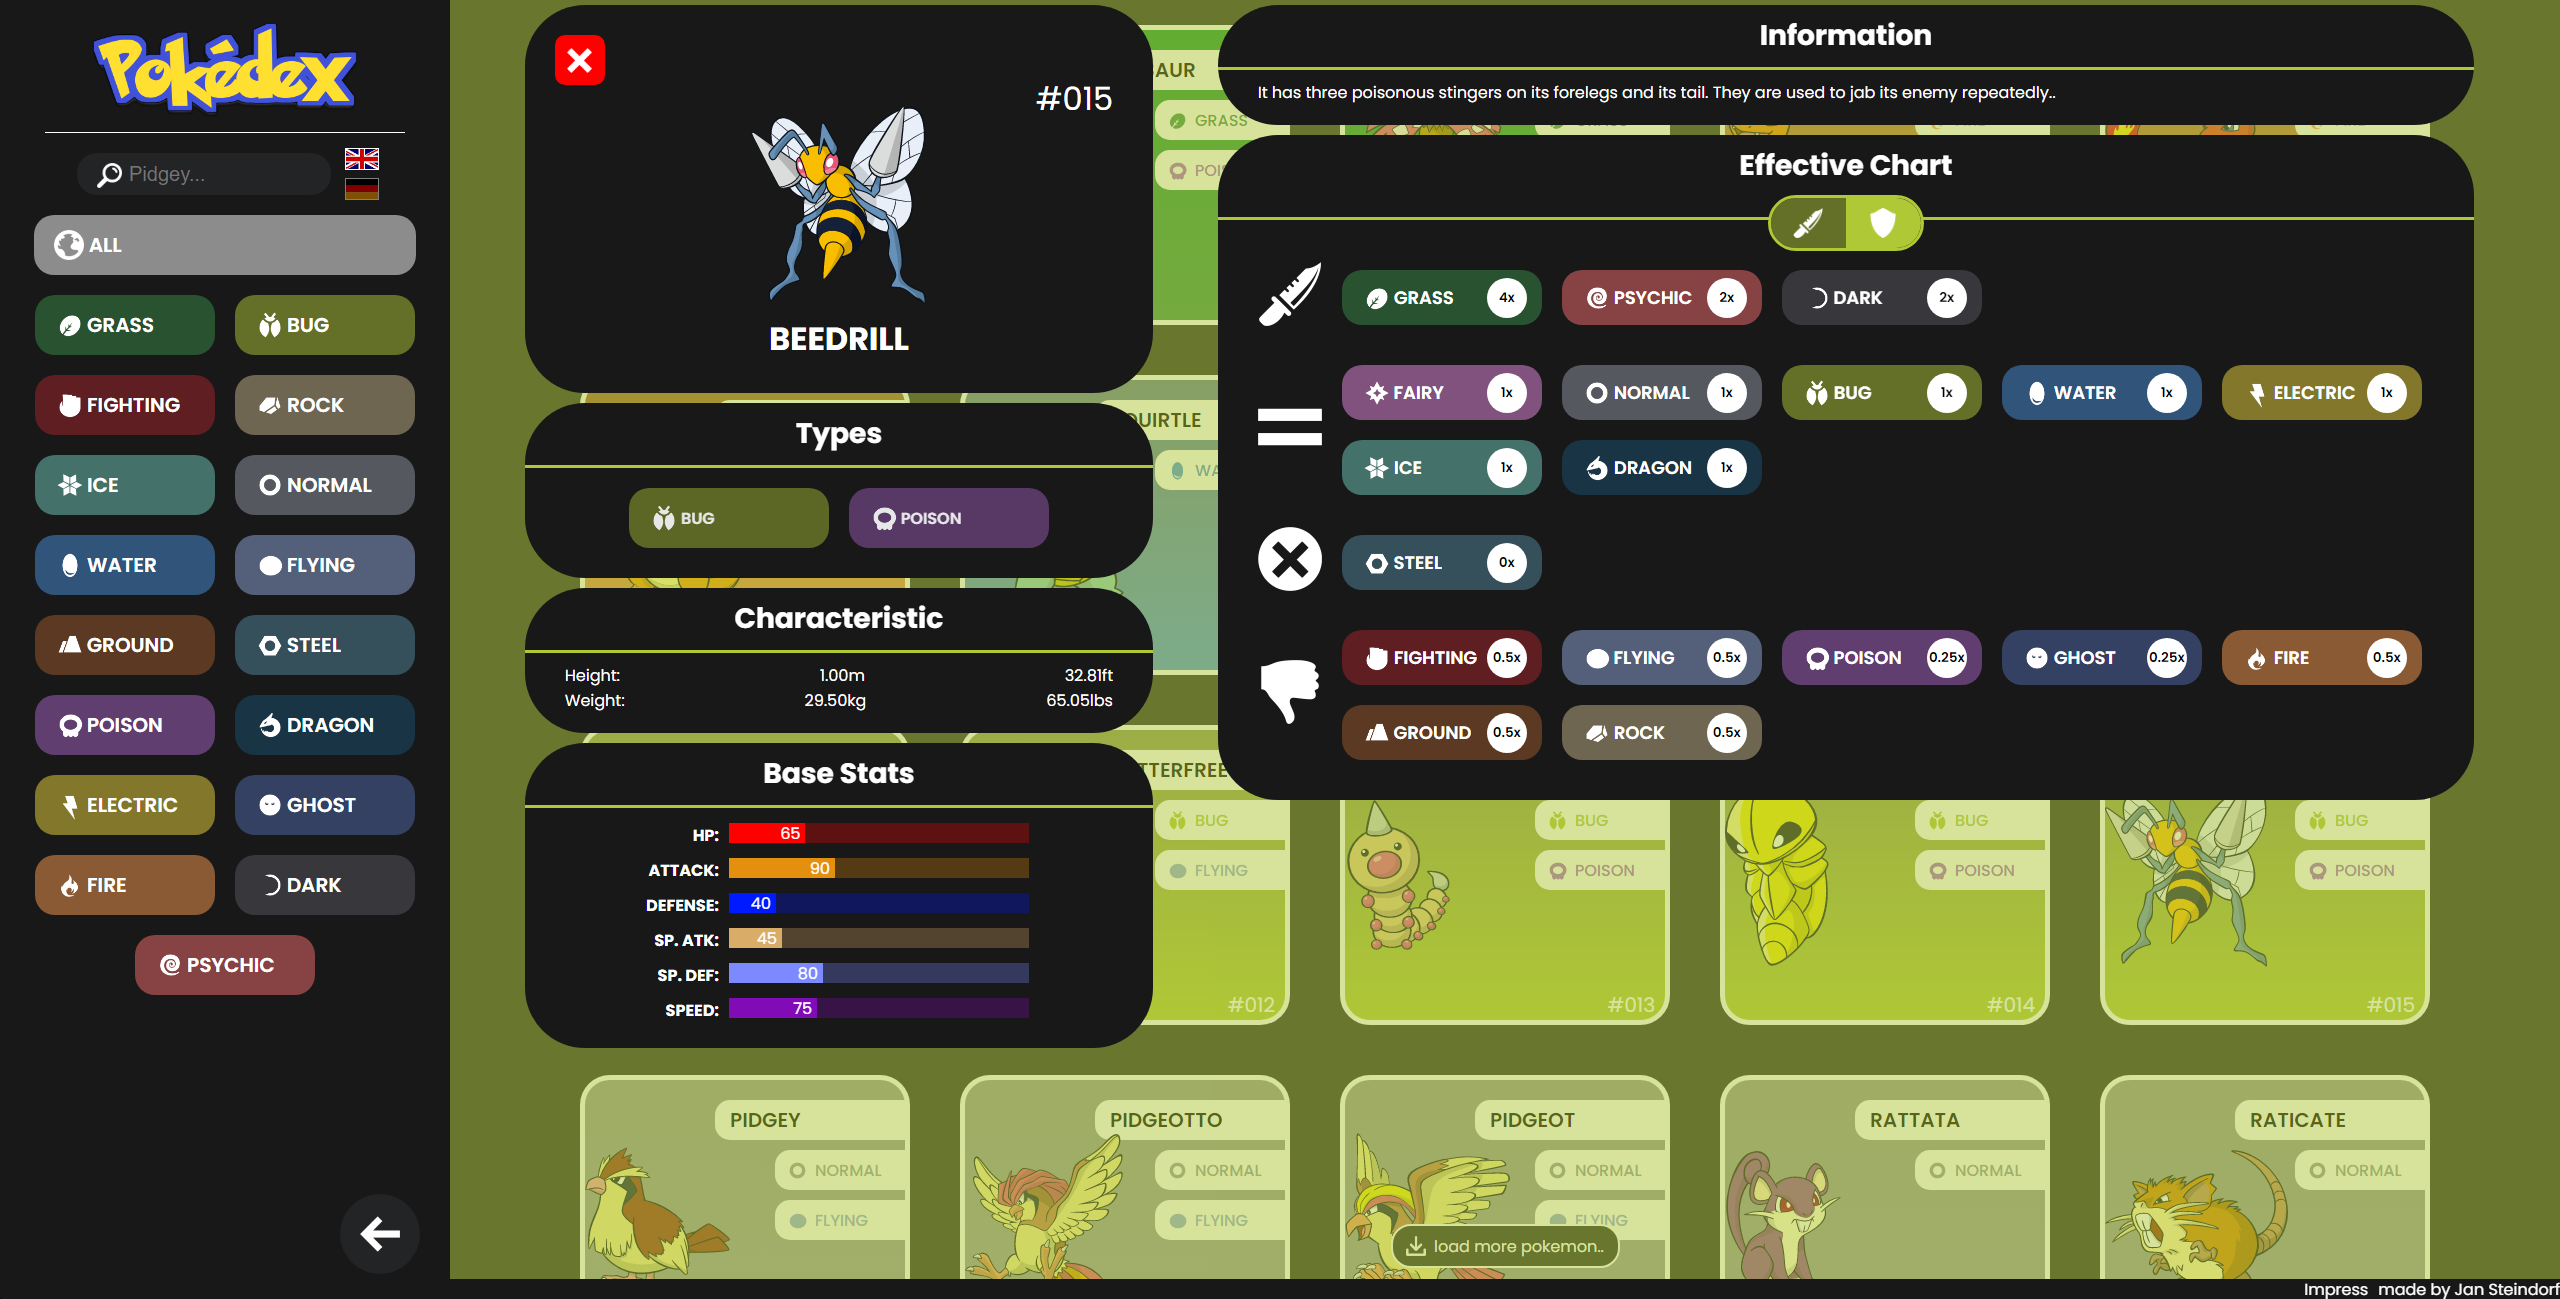 Pokédex
Pidgey...
ALL
GRASS
BUG
FIGHTING
ROCK
ICE
NORMAL
WATER
FLYING
GROUND
STEEL
POISON
DRAGON
ELECTRIC
GHOST
FIRE
DARK
PSYCHIC
#015
BEEDRILL
Types
BUG
POISON
Characteristic
Height: 1.00m 32.81ft
Weight: 29.50kg 65.05lbs
Base Stats
HP: 65
ATTACK: 90
DEFENSE: 40
SP. ATK: 45
SP. DEF: 80
SPEED: 75
Information
It has three poisonous stingers on its forelegs and its tail. They are used to jab its enemy repeatedly..
Effective Chart
GRASS 4x PSYCHIC 2x DARK 2x
FAIRY 1x NORMAL 1x BUG 1x WATER 1x ELECTRIC 1x
ICE 1x DRAGON 1x
STEEL 0x
FIGHTING 0.5x FLYING 0.5x POISON 0.25x GHOST 0.25x FIRE 0.5x
GROUND 0.5x ROCK 0.5x
AUR
GRASS
POI
UIRTLE
WA
TTERFREE
BUG
FLYING
#012
BUG
POISON
#013
BUG
POISON
#014
BUG
POISON
#015
PIDGEY
NORMAL
FLYING
PIDGEOTTO
NORMAL
FLYING
PIDGEOT
NORMAL
FLYING
RATTATA
NORMAL
RATICATE
NORMAL
load more pokemon..
Impress made by Jan Steindorf